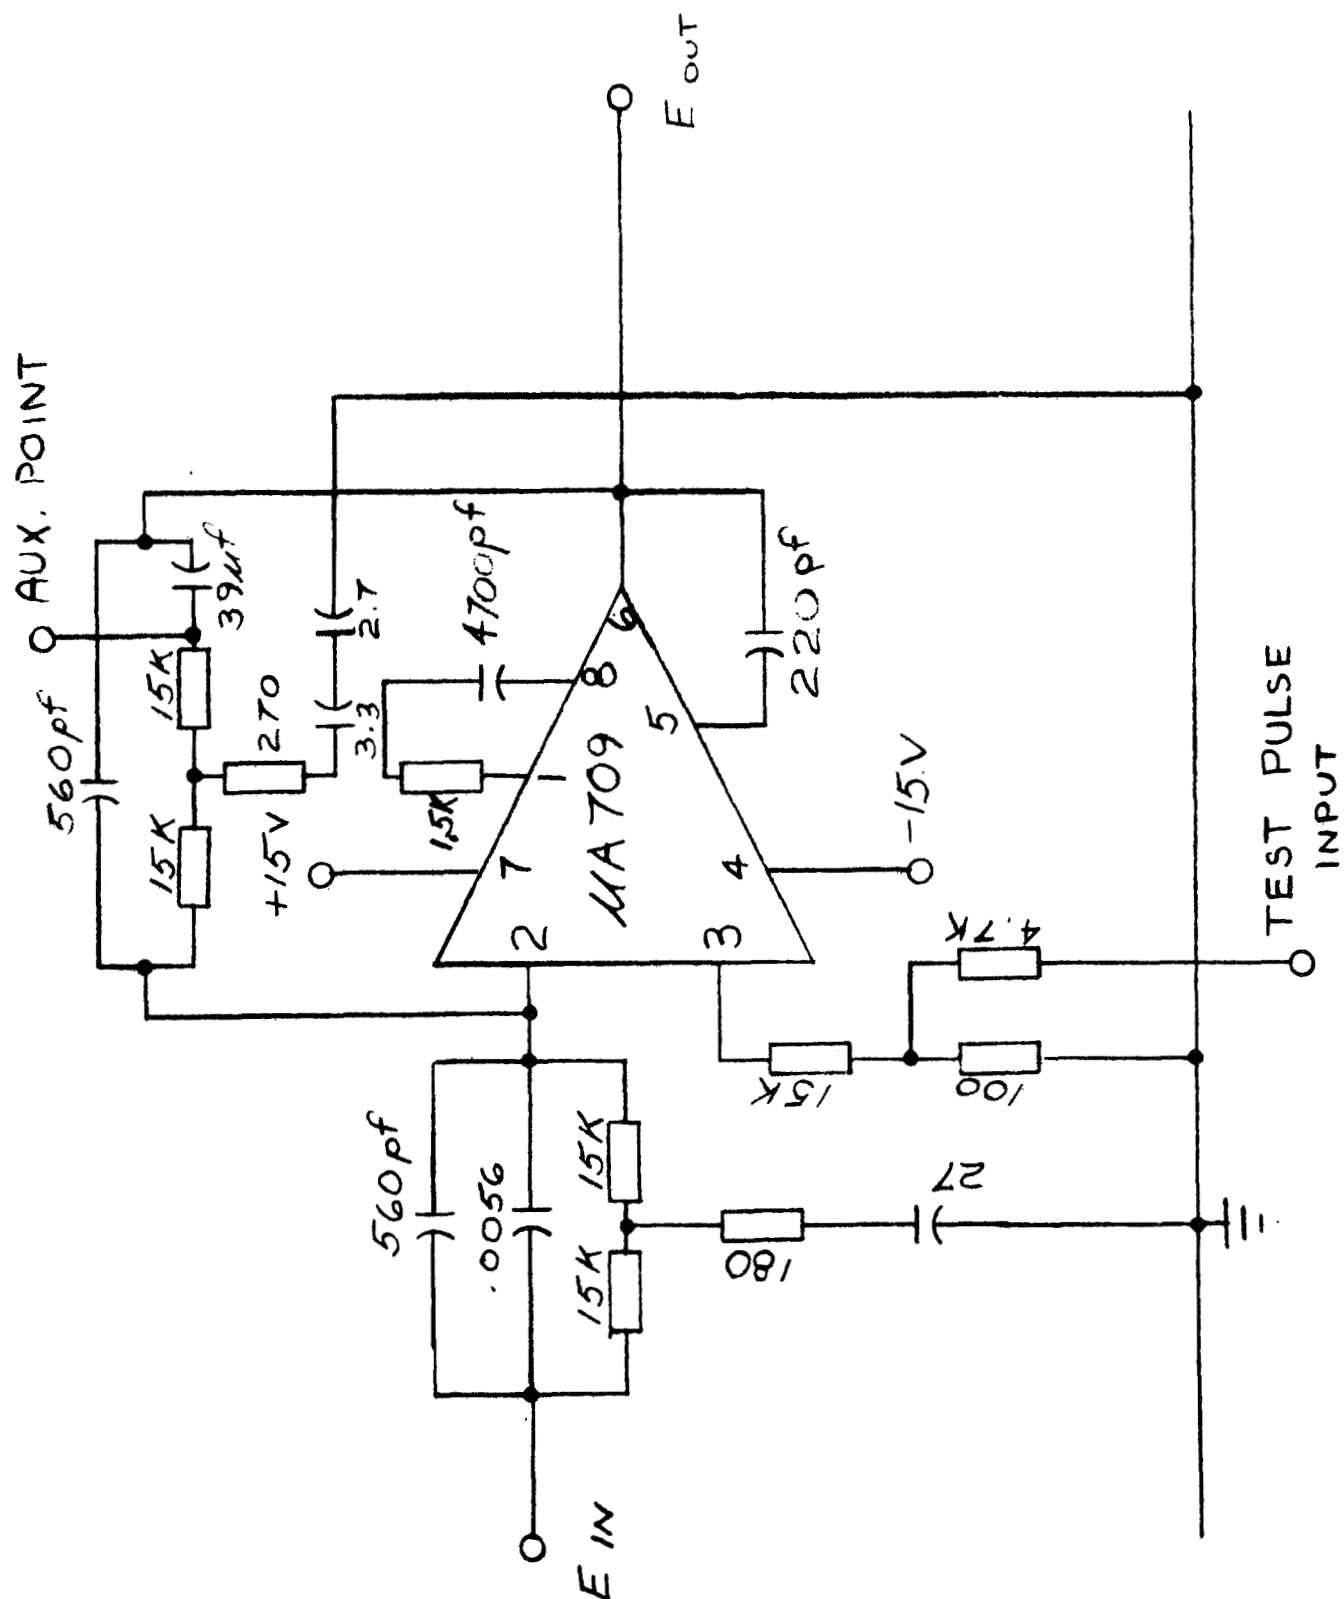 AUX. POINT
560pf
15K
15K
39µf
270
3.3
2.7
+15V
1.5K
4700pf
7
1
8
6
2
3
4
5
µA709
220pf
-15V
E OUT
560pf
.0056
15K
15K
E IN
180
27
15K
100
4.7K
TEST PULSE
INPUT